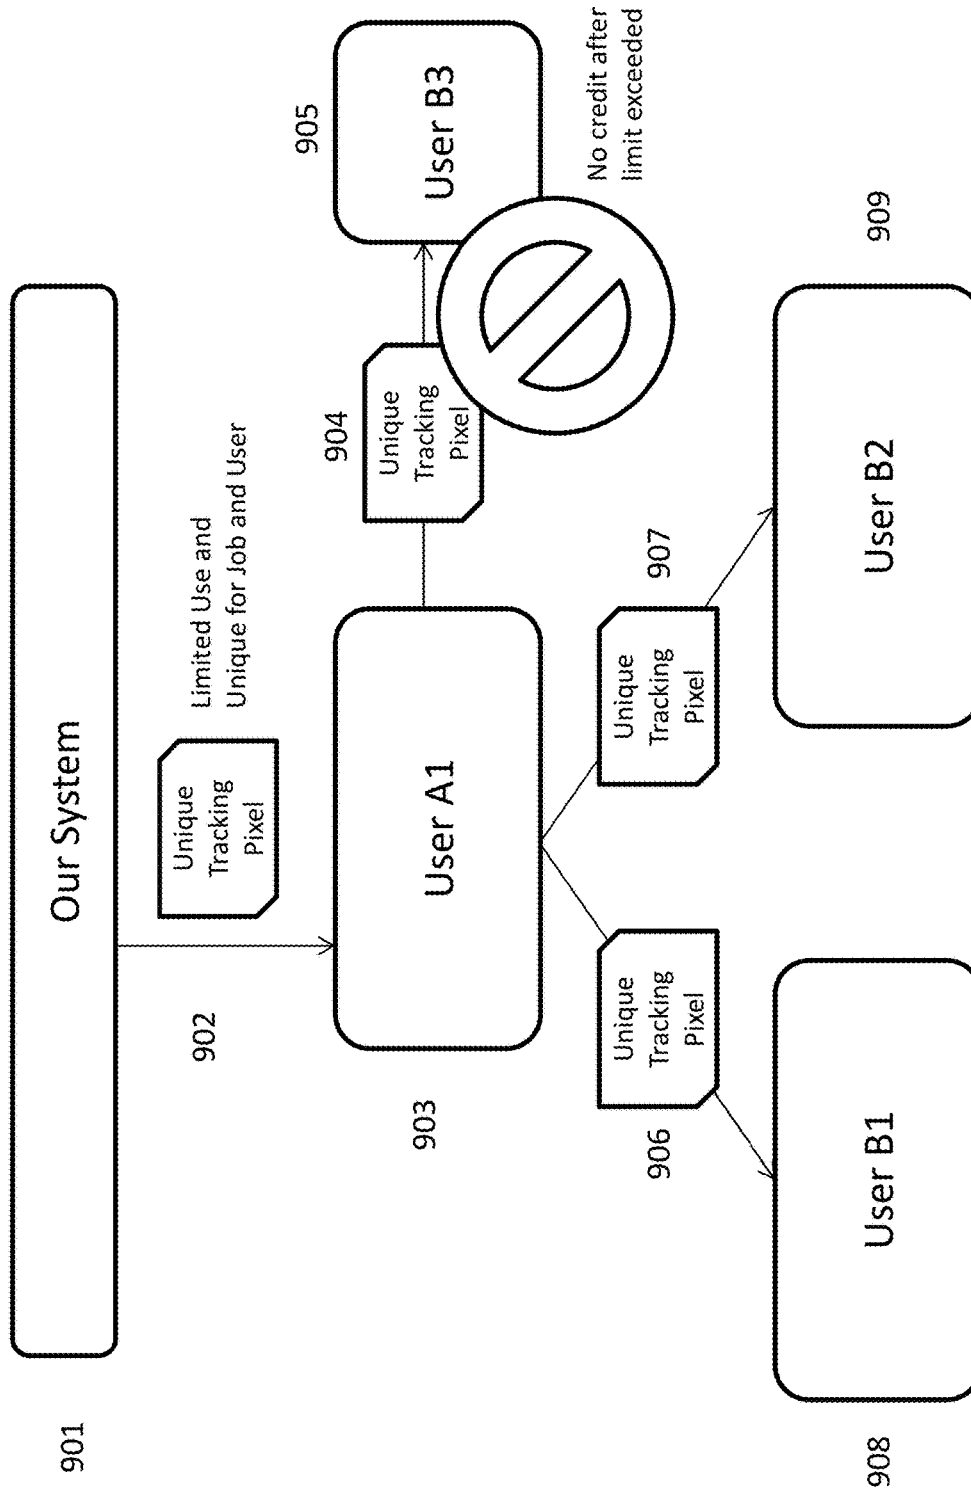 901
Our System
902
Unique
Tracking
Pixel
Limited Use and
Unique for Job and User
903
User A1
904
Unique
Tracking
Pixel
905
User B3
No credit after
limit exceeded
906
Unique
Tracking
Pixel
907
Unique
Tracking
Pixel
908
User B1
User B2
909